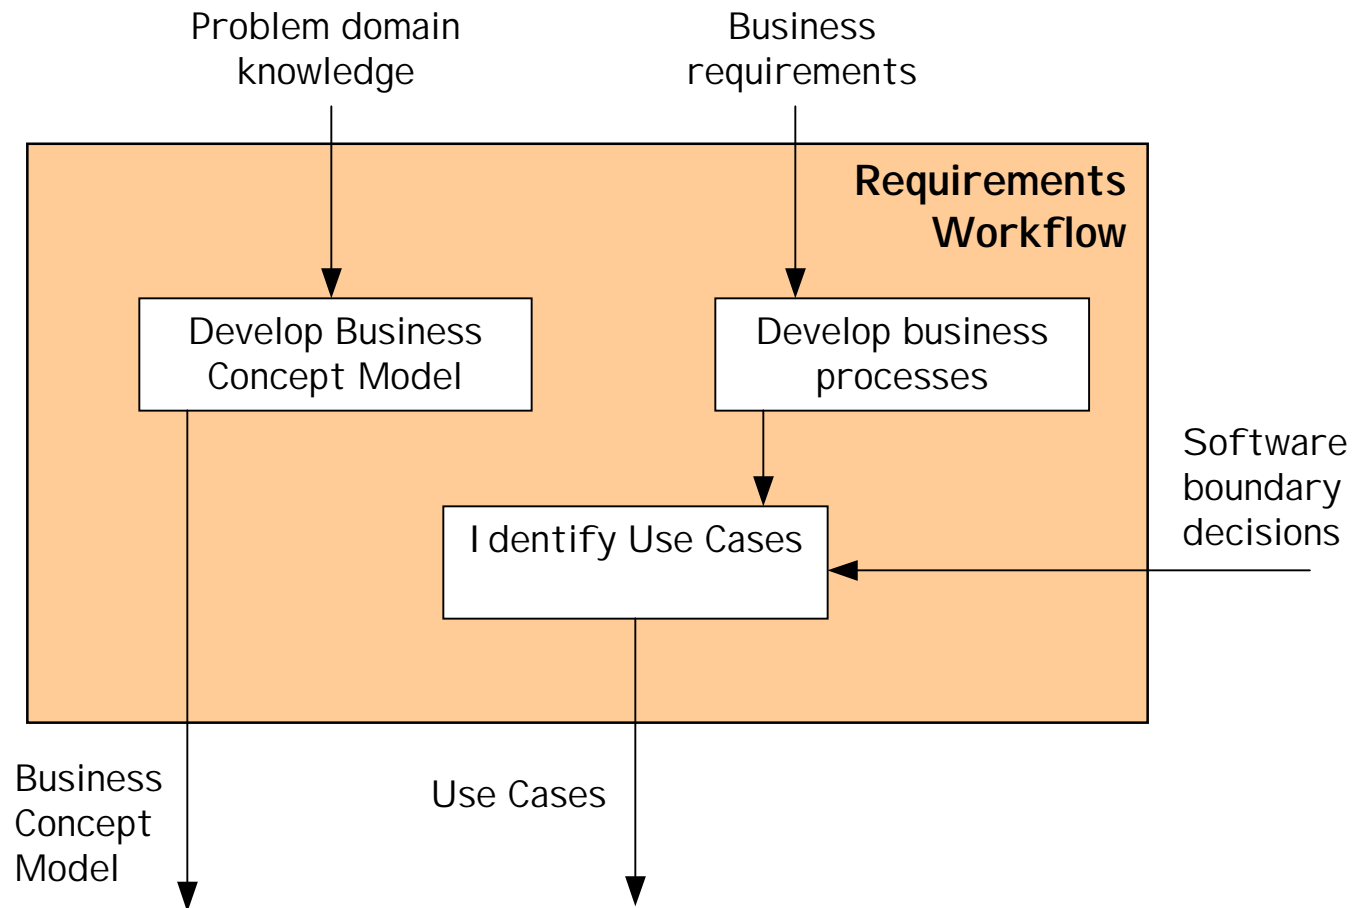 Problem domain
knowledge
Business
requirements
Requirements
Workflow
Develop Business
Concept Model
Develop business
processes
Software
boundary
decisions
Identify Use Cases
Business
Concept
Model
Use Cases